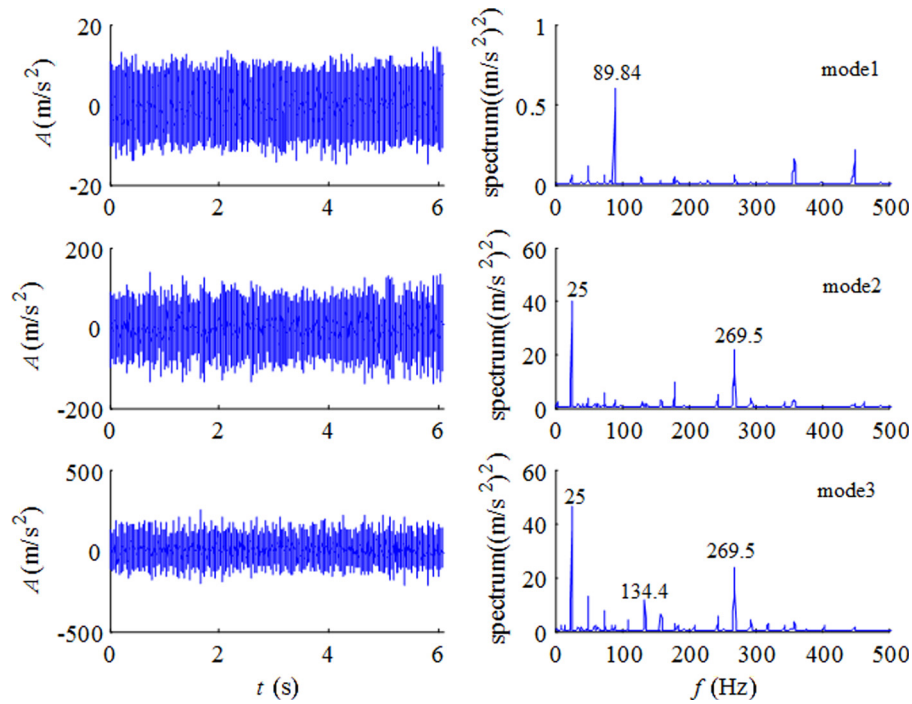 20
0
-20
0 2 4 6
A (m/s²)
1
0.5
0
0 100 200 300 400 500
spectrum((m/s²)²)
89.84
mode1
200
0
-200
0 2 4 6
A (m/s²)
60
40
20
0
0 100 200 300 400 500
spectrum((m/s²)²)
25
269.5
mode2
500
0
-500
0 2 4 6
A (m/s²)
t (s)
60
40
20
0
0 100 200 300 400 500
spectrum((m/s²)²)
25
134.4
269.5
mode3
f (Hz)